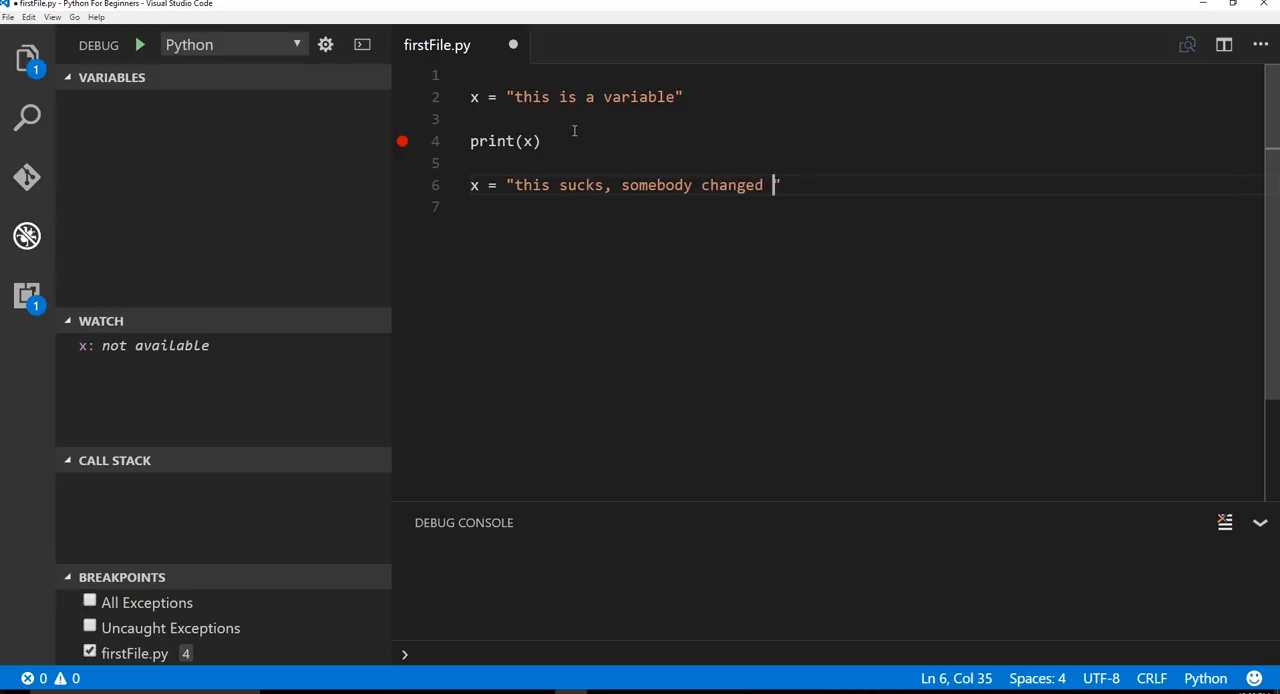 ● firstFile.py - Python For Beginners - Visual Studio Code
File Edit View Go Help
DEBUG Python
firstFile.py
1
VARIABLES
1
2 x = "this is a variable"
3
4 print(x)
5
6 x = "this sucks, somebody changed "
7
1
WATCH
x: not available
CALL STACK
DEBUG CONSOLE
BREAKPOINTS
All Exceptions
Uncaught Exceptions
firstFile.py 4
0 0 Ln 6, Col 35 Spaces: 4 UTF-8 CRLF Python